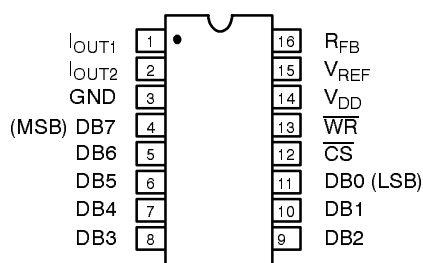 IOUT1 1 16 RFB
IOUT2 2 15 VREF
GND 3 14 VDD
(MSB) DB7 4 13 WR
DB6 5 12 CS
DB5 6 11 DB0 (LSB)
DB4 7 10 DB1
DB3 8 9 DB2